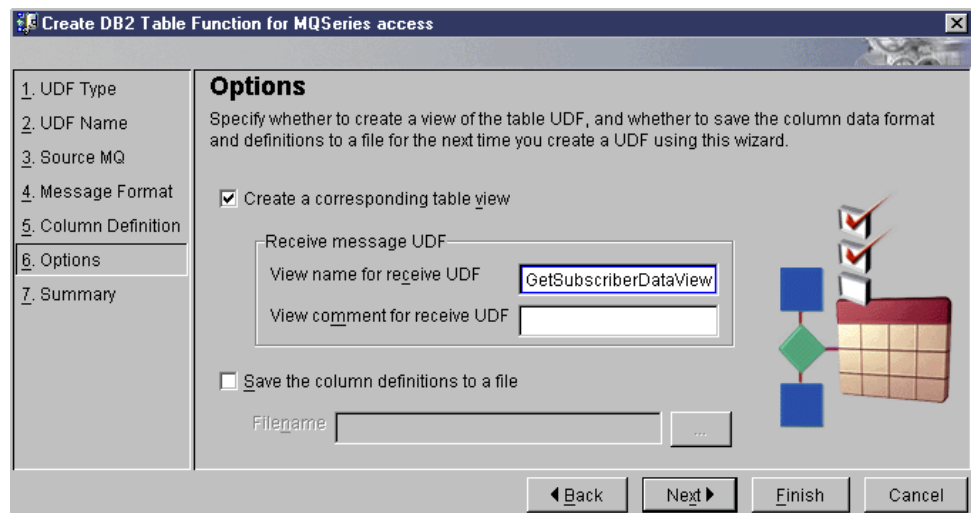 Create DB2 Table Function for MQSeries access
1. UDF Type
2. UDF Name
3. Source MQ
4. Message Format
5. Column Definition
6. Options
7. Summary
Options
Specify whether to create a view of the table UDF, and whether to save the column data format
and definitions to a file for the next time you create a UDF using this wizard.
Create a corresponding table view
Receive message UDF
View name for receive UDF
GetSubscriberDataView
View comment for receive UDF
Save the column definitions to a file
Filename
...
Back
Next
Finish
Cancel